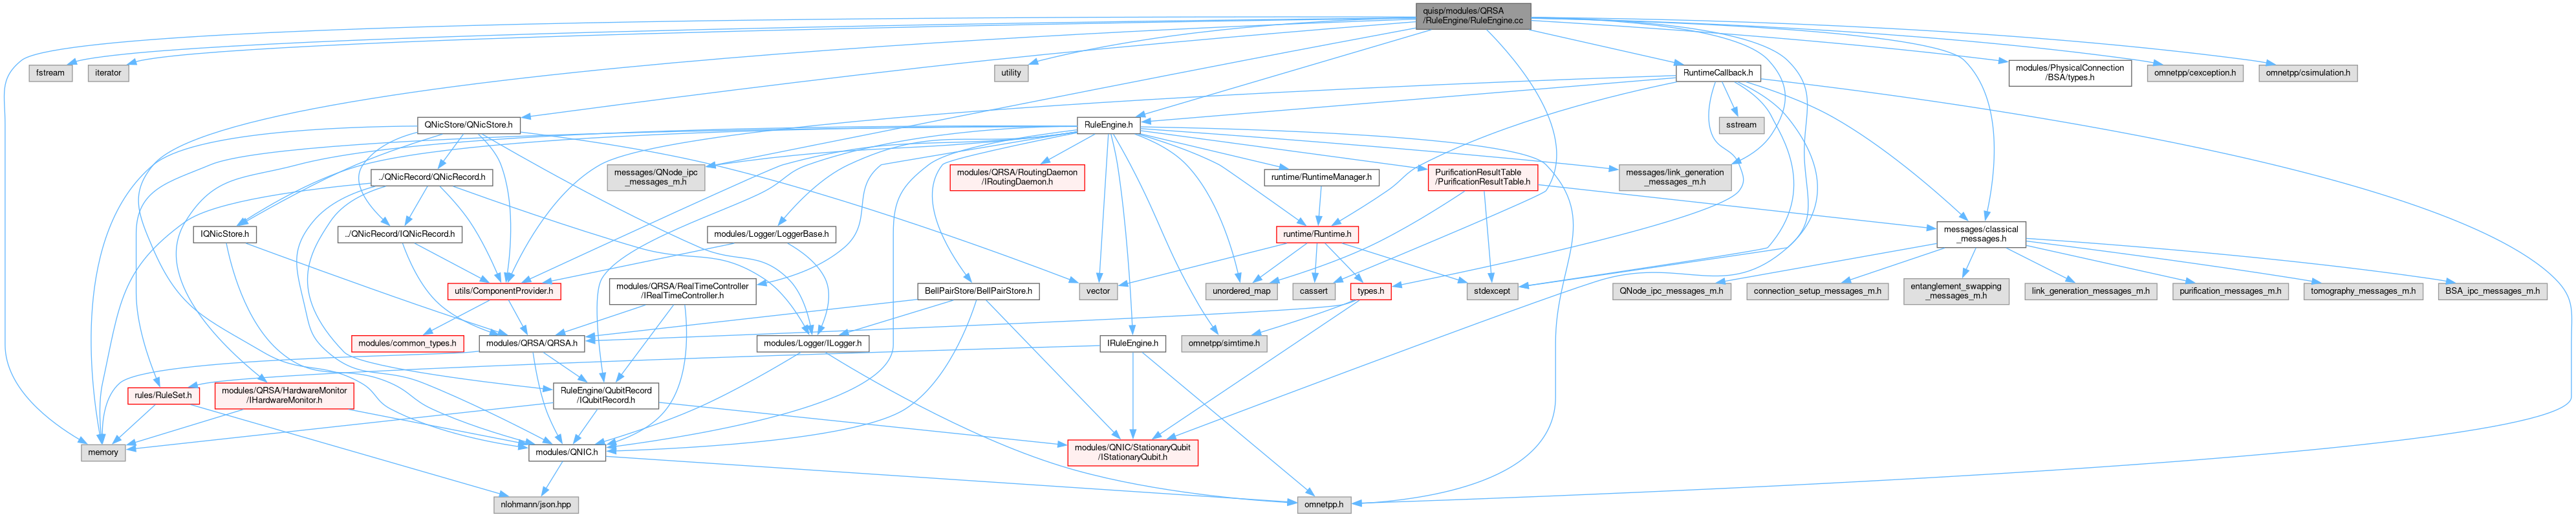 quisp/modules/QRSA
/RuleEngine/RuleEngine.cc
fstream
iterator
utility
RuntimeCallback.h
modules/PhysicalConnection
/BSA/types.h
omnetpp/cexception.h
omnetpp/csimulation.h
QNicStore/QNicStore.h
RuleEngine.h
sstream
../QNicRecord/QNicRecord.h
messages/QNode_ipc
_messages_m.h
modules/QRSA/RoutingDaemon
/IRoutingDaemon.h
runtime/RuntimeManager.h
PurificationResultTable
/PurificationResultTable.h
messages/link_generation
_messages_m.h
IQNicStore.h
../QNicRecord/IQNicRecord.h
modules/Logger/LoggerBase.h
runtime/Runtime.h
messages/classical
_messages.h
utils/ComponentProvider.h
modules/QRSA/RealTimeController
/IRealTimeController.h
BellPairStore/BellPairStore.h
vector
unordered_map
cassert
types.h
stdexcept
QNode_ipc_messages_m.h
connection_setup_messages_m.h
entanglement_swapping
_messages_m.h
link_generation_messages_m.h
purification_messages_m.h
tomography_messages_m.h
BSA_ipc_messages_m.h
modules/common_types.h
modules/QRSA/QRSA.h
modules/Logger/ILogger.h
IRuleEngine.h
omnetpp/simtime.h
rules/RuleSet.h
modules/QRSA/HardwareMonitor
/IHardwareMonitor.h
RuleEngine/QubitRecord
/IQubitRecord.h
memory
modules/QNIC.h
modules/QNIC/StationaryQubit
/IStationaryQubit.h
nlohmann/json.hpp
omnetpp.h